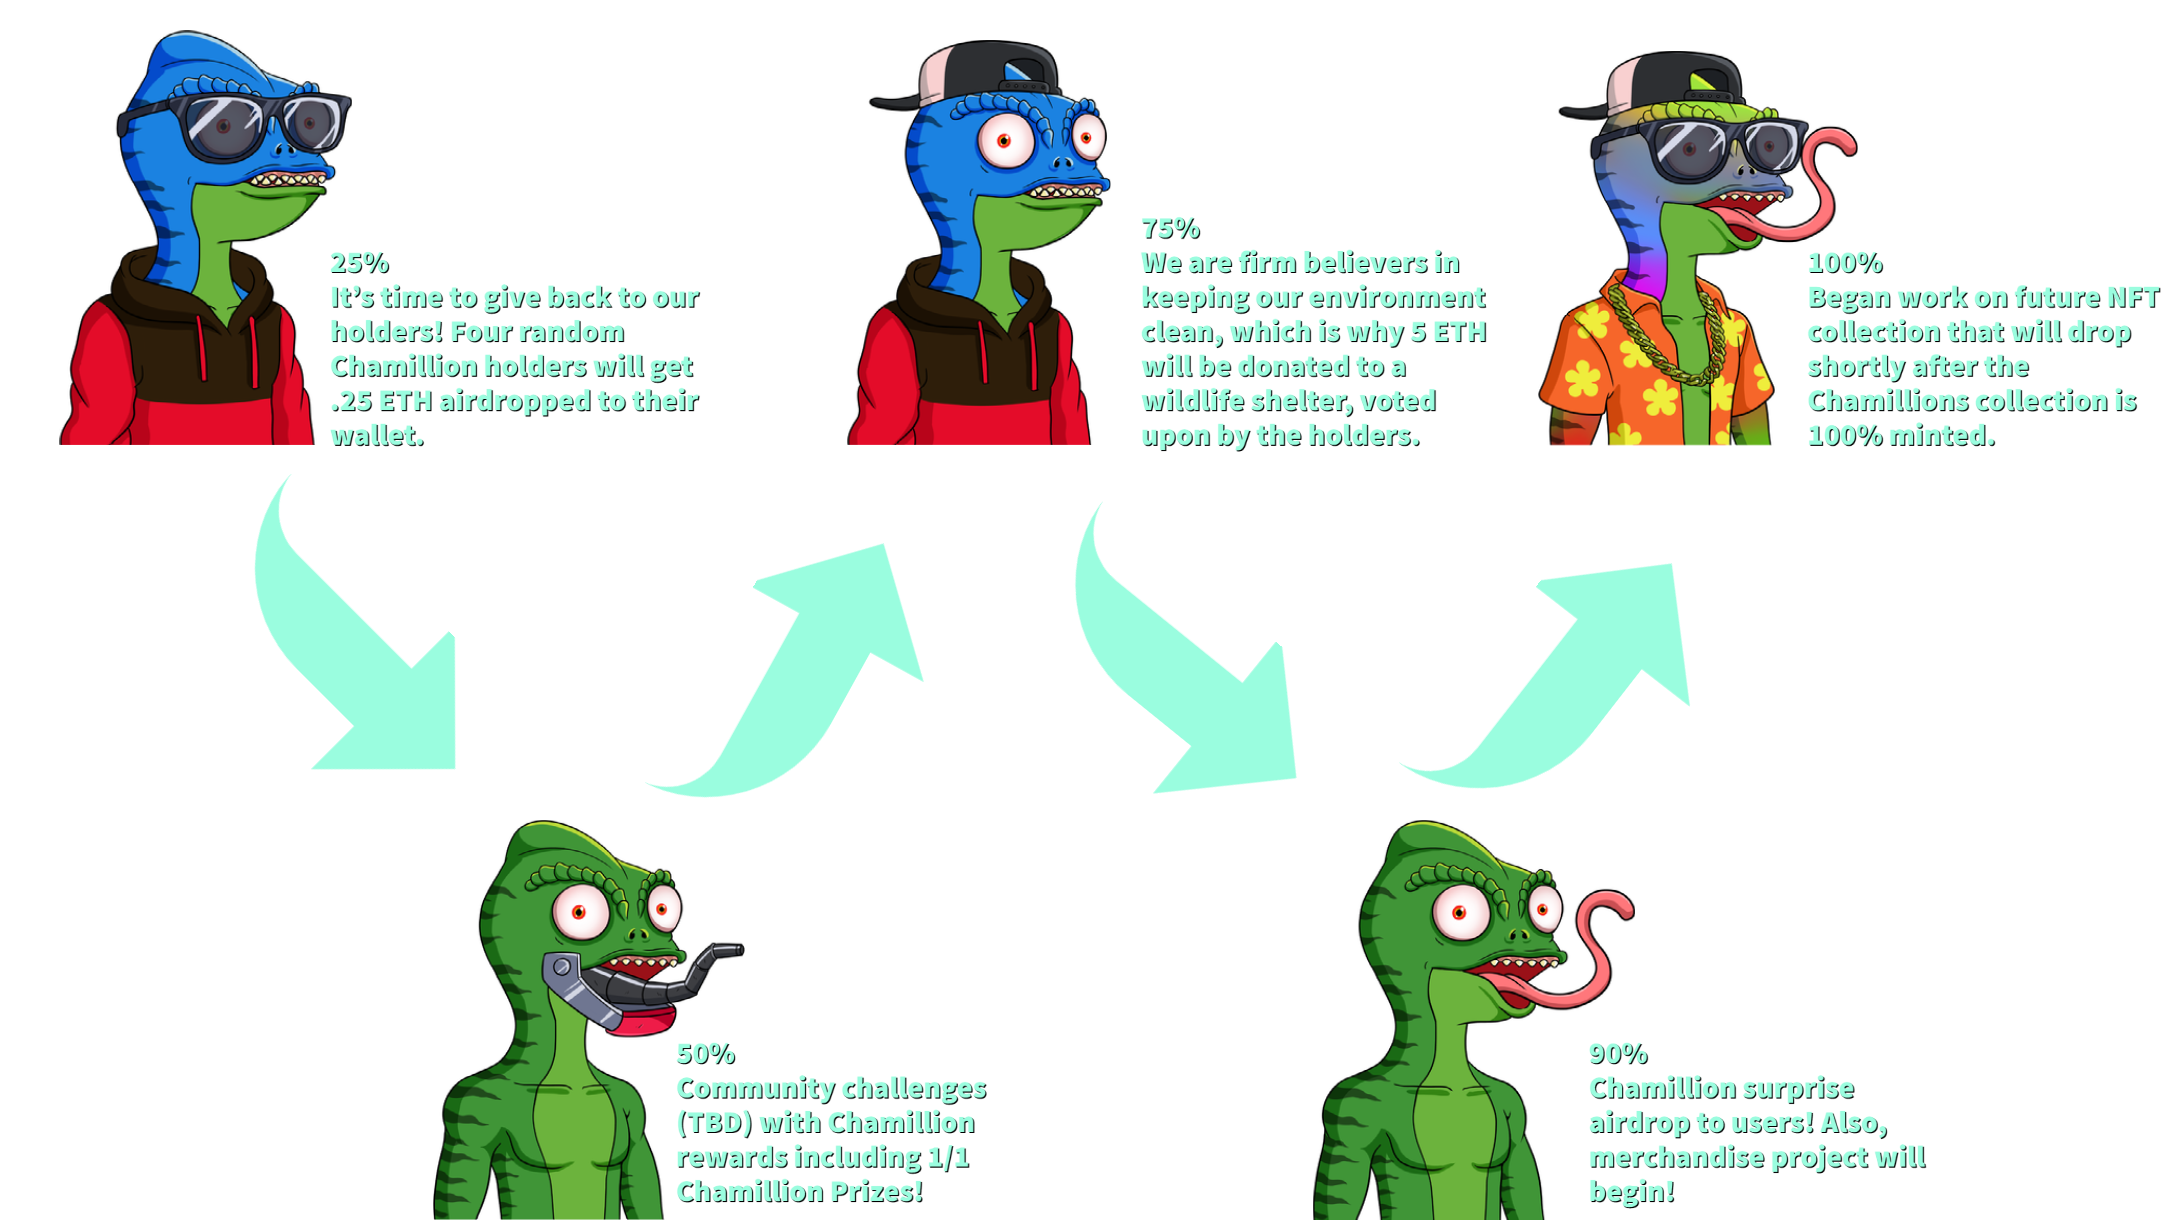 25%
It's time to give back to our
holders! Four random
Chamillion holders will get
.25 ETH airdropped to their
wallet.
50%
Community challenges
(TBD) with Chamillion
rewards including 1/1
Chamillion Prizes!
75%
We are firm believers in
keeping our environment
clean, which is why 5 ETH
will be donated to a
wildlife shelter, voted
upon by the holders.
90%
Chamillion surprise
airdrop to users! Also,
merchandise project will
begin!
100%
Began work on future NFT
collection that will drop
shortly after the
Chamillions collection is
100% minted.